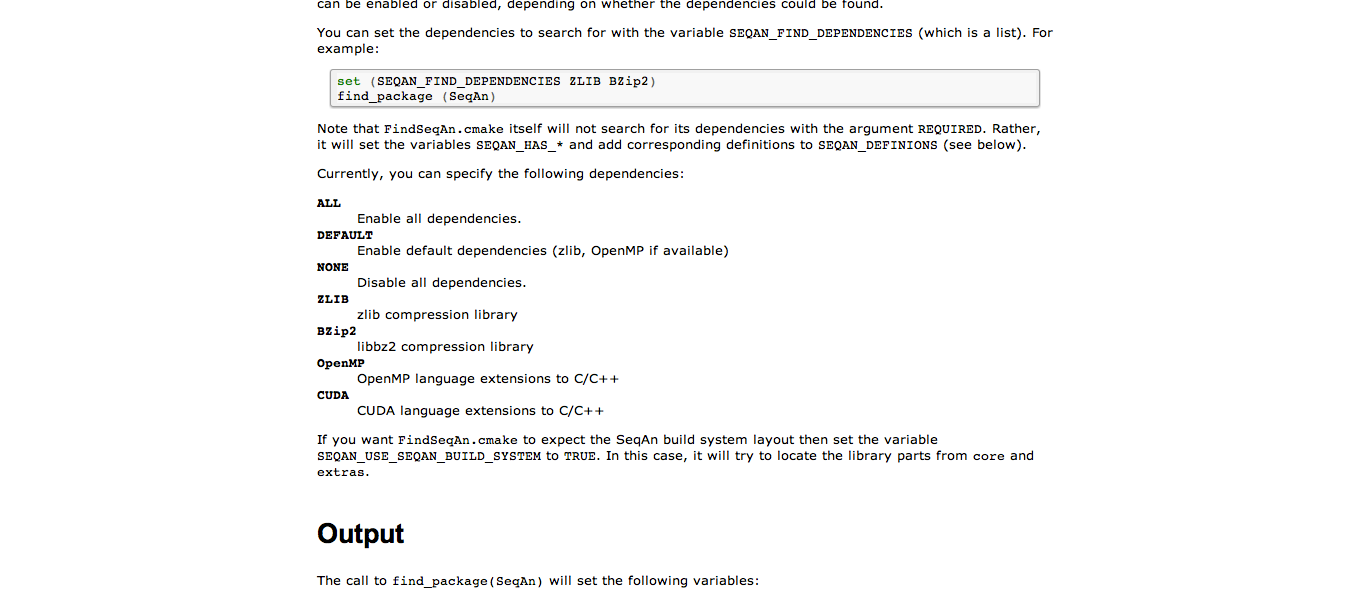 can be enabled or disabled, depending on whether the dependencies could be found.
You can set the dependencies to search for with the variable SEQAN_FIND_DEPENDENCIES (which is a list). For
example:
set (SEQAN_FIND_DEPENDENCIES ZLIB BZip2)
find_package (SeqAn)
Note that FindSeqAn.cmake itself will not search for its dependencies with the argument REQUIRED. Rather,
it will set the variables SEQAN_HAS_* and add corresponding definitions to SEQAN_DEFINIONS (see below).
Currently, you can specify the following dependencies:
ALL
Enable all dependencies.
DEFAULT
Enable default dependencies (zlib, OpenMP if available)
NONE
Disable all dependencies.
ZLIB
zlib compression library
BZip2
libbz2 compression library
OpenMP
OpenMP language extensions to C/C++
CUDA
CUDA language extensions to C/C++
If you want FindSeqAn.cmake to expect the SeqAn build system layout then set the variable
SEQAN_USE_SEQAN_BUILD_SYSTEM to TRUE. In this case, it will try to locate the library parts from core and
extras.
Output
The call to find_package(SeqAn) will set the following variables: